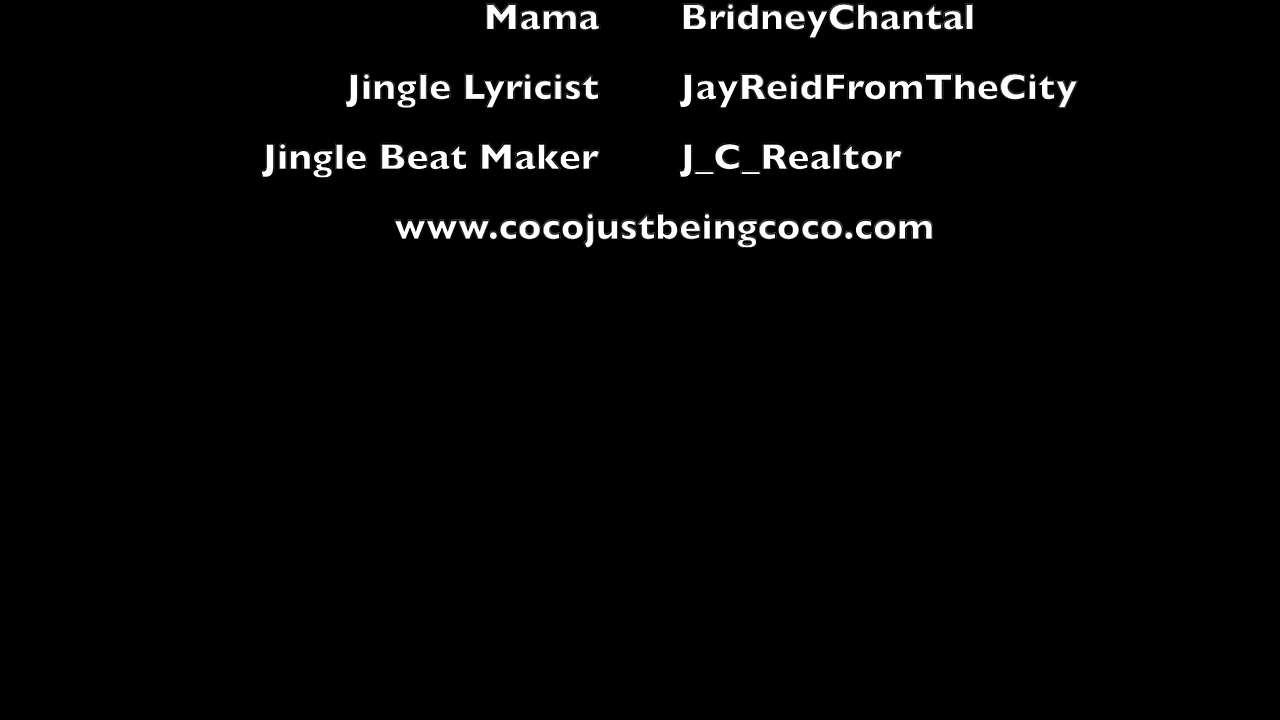 Mama BridneyChantal
Jingle Lyricist JayReidFromTheCity
Jingle Beat Maker J_C_Realtor
www.cocojustbeingcoco.com